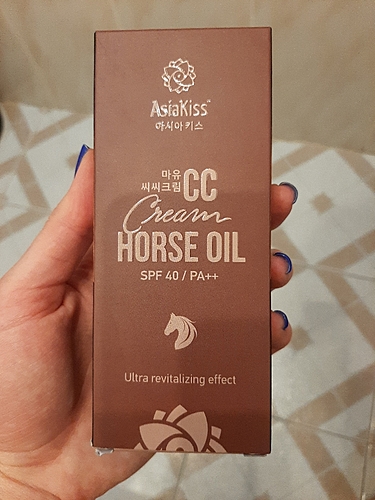 AsiaKiss
아시아키스
마유
씨씨크림 CC
Cream
HORSE OIL
SPF 40 / PA++
Ultra revitalizing effect